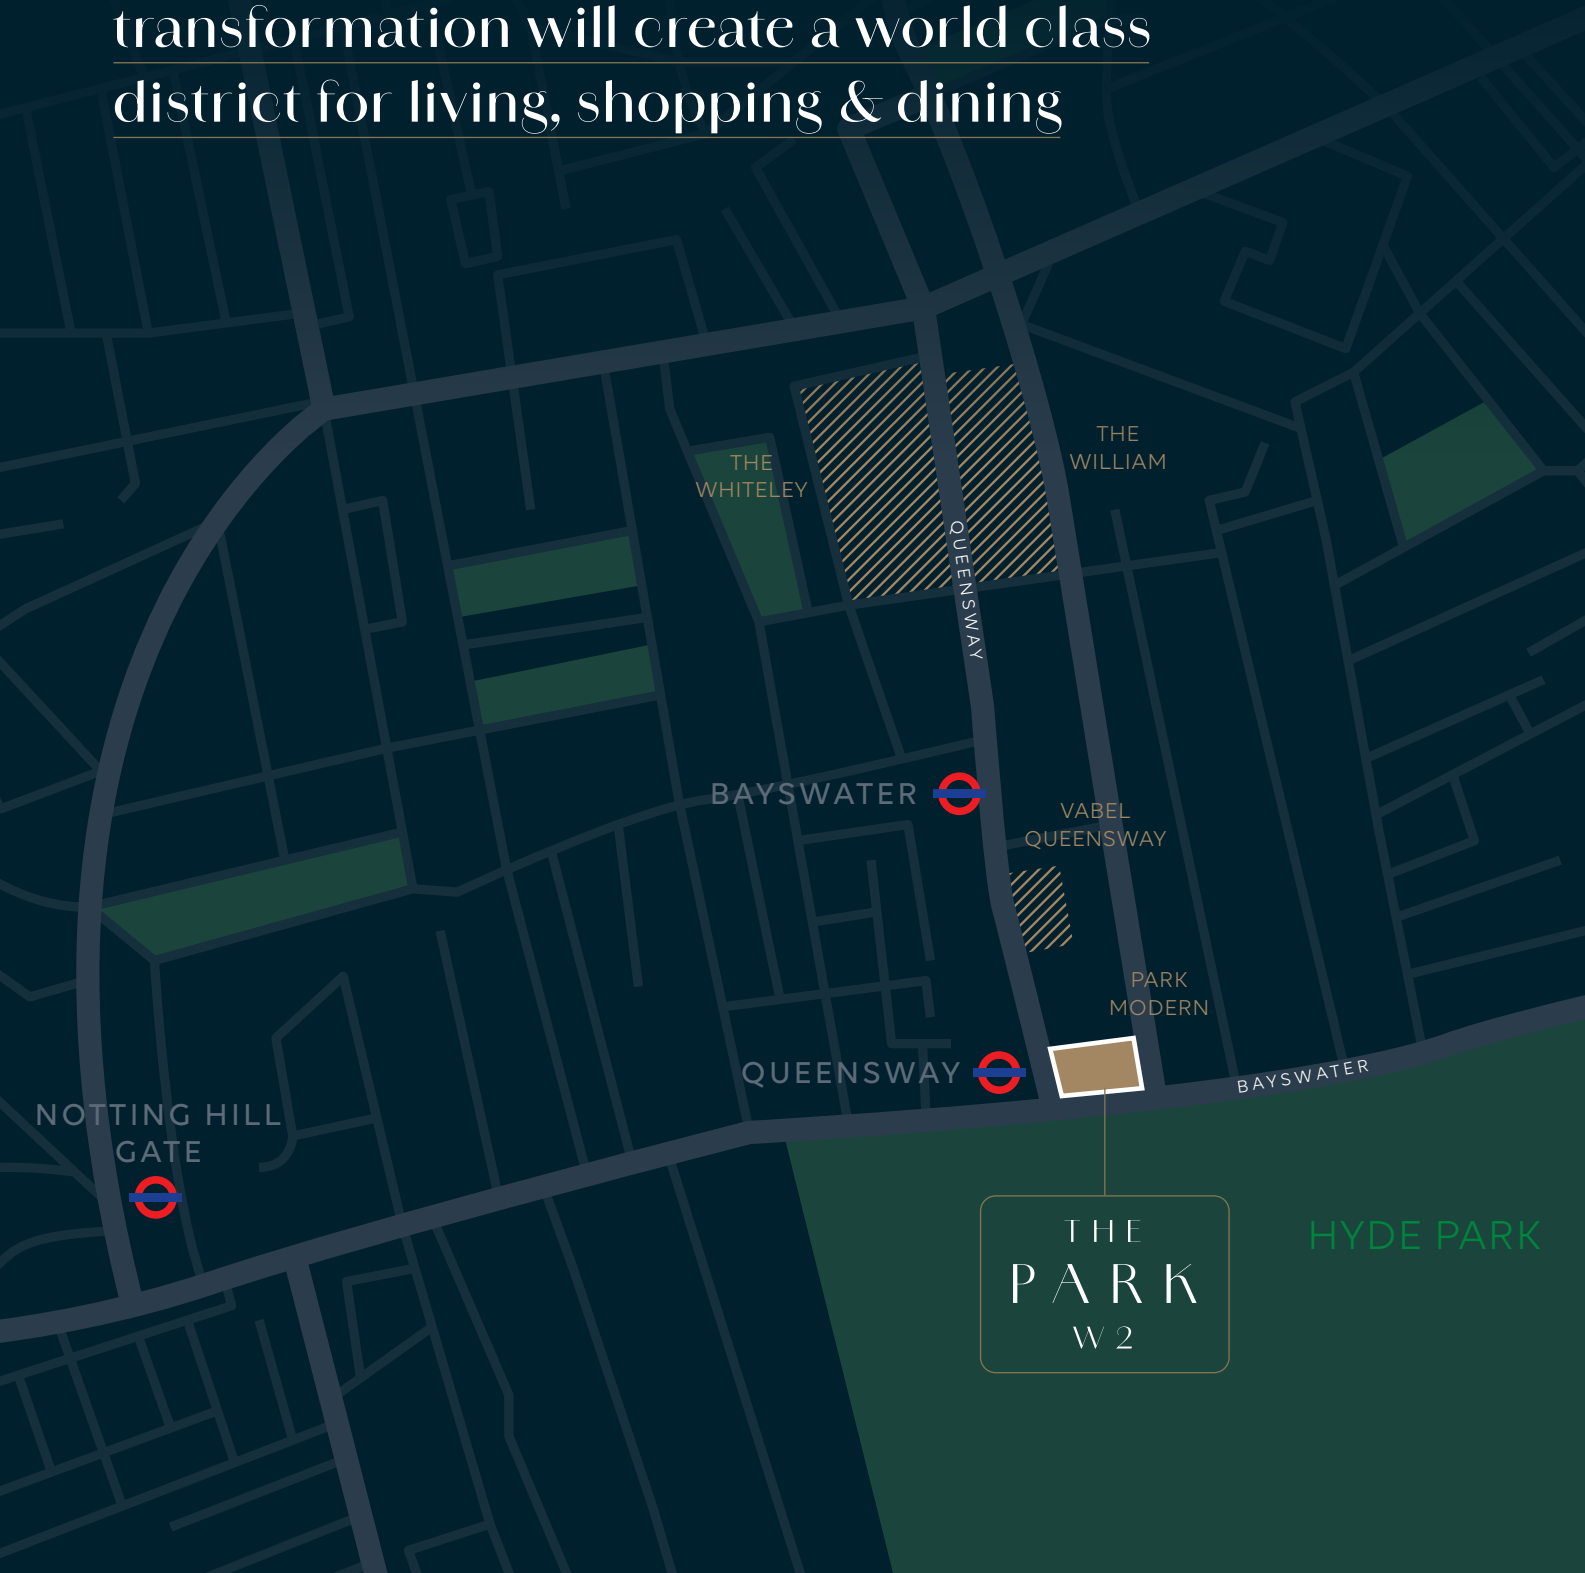 transformation will create a world class
district for living, shopping & dining
THE
WILLIAM
THE
WHITELEY
QUEENSWAY
BAYSWATER
VABEL
QUEENSWAY
PARK
MODERN
QUEENSWAY
BAYSWATER
NOTTING HILL
GATE
THE
PARK
W2
HYDE PARK